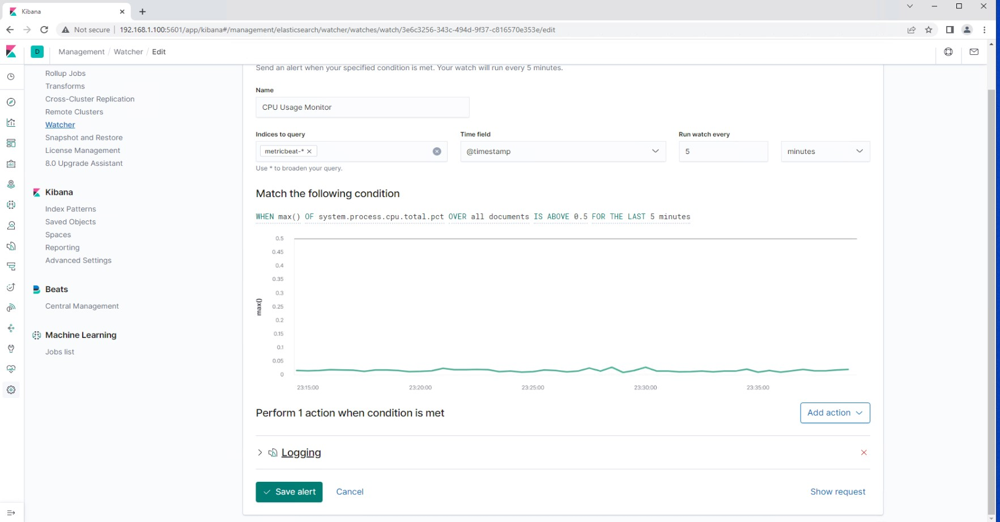 Kibana
Not secure
192.168.1.100:5601/app/kibana#/management/elasticsearch/watcher/watches/watch/3e6c3256-343c-494d-9f37-c816570e353e/edit
D
Management / Watcher / Edit
Rollup Jobs
Transforms
Cross-Cluster Replication
Remote Clusters
Watcher
Snapshot and Restore
License Management
8.0 Upgrade Assistant
Kibana
Index Patterns
Saved Objects
Spaces
Reporting
Advanced Settings
Beats
Central Management
Machine Learning
Jobs list
Send an alert when your specified condition is met. Your watch will run every 5 minutes.
Name
CPU Usage Monitor
Indices to query
metricbeat-*
Use * to broaden your query.
Time field
@timestamp
Run watch every
5
minutes
Match the following condition
WHEN max() OF system.process.cpu.total.pct OVER all documents IS ABOVE 0.5 FOR THE LAST 5 minutes
max()
0.5
0.45
0.4
0.35
0.3
0.25
0.2
0.15
0.1
0.05
0
23:15:00
23:20:00
23:25:00
23:30:00
23:35:00
Perform 1 action when condition is met
Add action
Logging
Save alert
Cancel
Show request